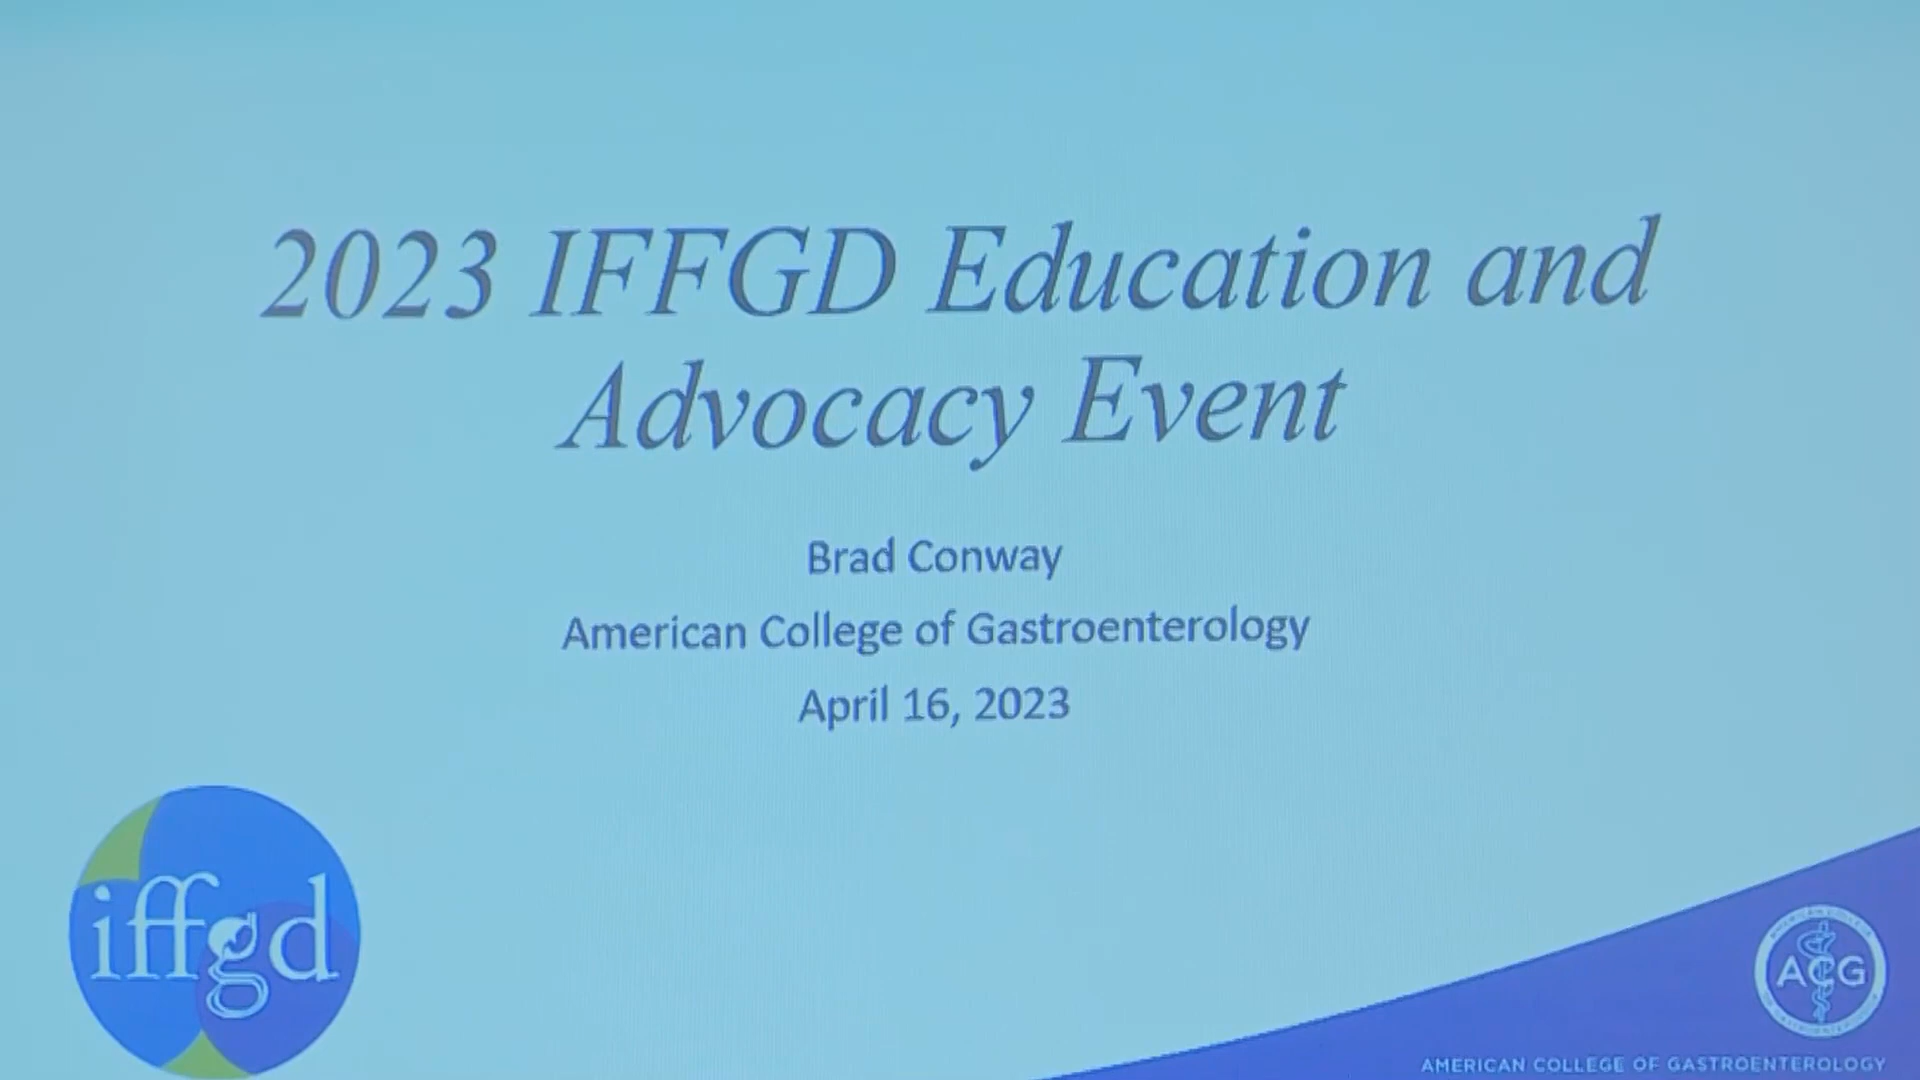 2023 IFFGD Education and
Advocacy Event
Brad Conway
American College of Gastroenterology
April 16, 2023
iffgd
ACG
AMERICAN COLLEGE OF GASTROENTEROLOGY